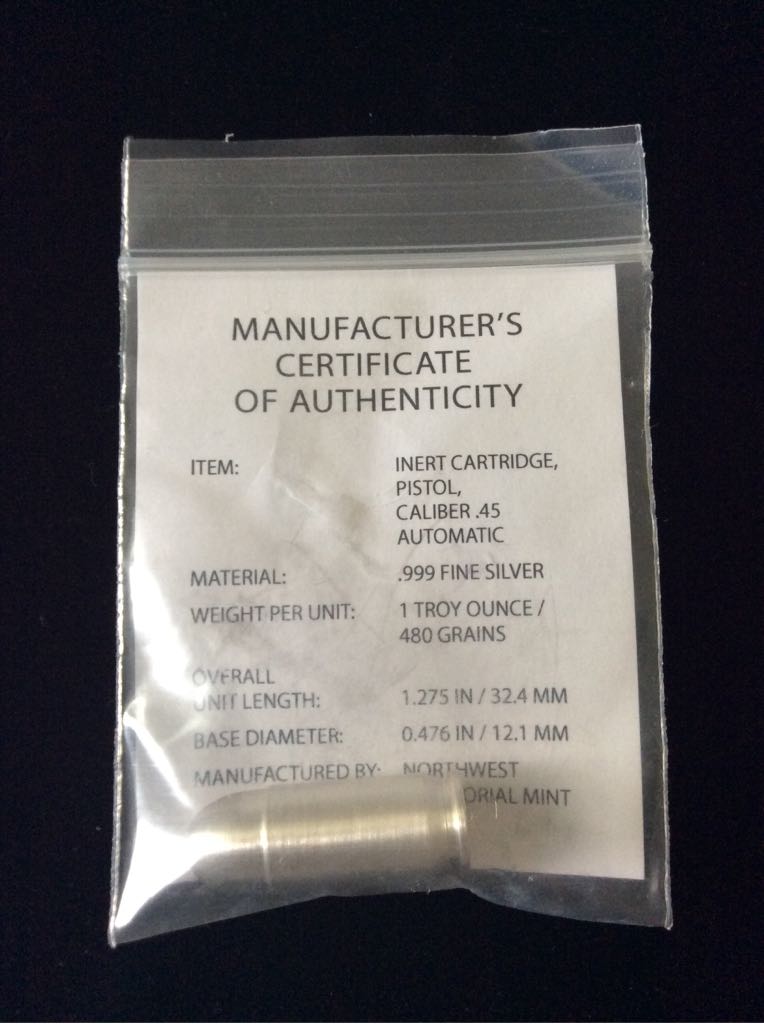 MANUFACTURER'S
CERTIFICATE
OF AUTHENTICITY
ITEM: INERT CARTRIDGE,
PISTOL,
CALIBER .45
AUTOMATIC
MATERIAL: .999 FINE SILVER
WEIGHT PER UNIT: 1 TROY OUNCE /
480 GRAINS
OVERALL
UNIT LENGTH: 1.275 IN / 32.4 MM
BASE DIAMETER: 0.476 IN / 12.1 MM
MANUFACTURED BY: NORTHWEST
ORIAL MINT